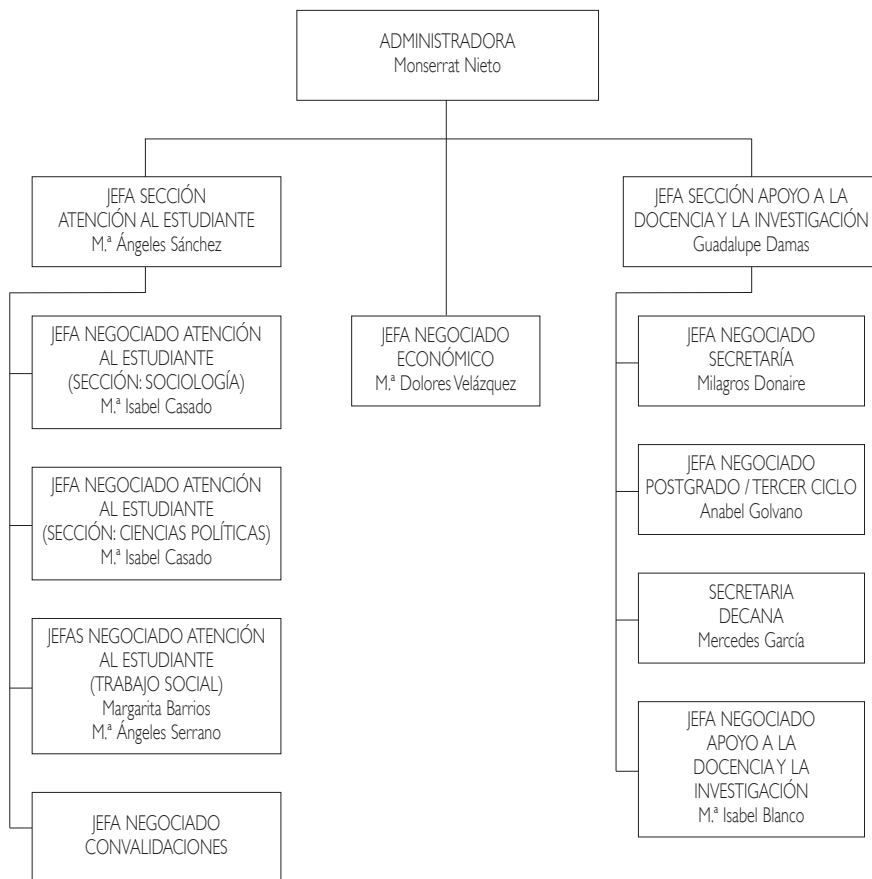 ADMINISTRADORA
Monserrat Nieto
JEFA SECCIÓN
ATENCIÓN AL ESTUDIANTE
M.ª Ángeles Sánchez
JEFA NEGOCIADO ATENCIÓN
AL ESTUDIANTE
(SECCIÓN: SOCIOLOGÍA)
M.ª Isabel Casado
JEFA NEGOCIADO ATENCIÓN
AL ESTUDIANTE
(SECCIÓN: CIENCIAS POLÍTICAS)
M.ª Isabel Casado
JEFAS NEGOCIADO ATENCIÓN
AL ESTUDIANTE
(TRABAJO SOCIAL)
Margarita Barrios
M.ª Ángeles Serrano
JEFA NEGOCIADO
CONVALIDACIONES
JEFA NEGOCIADO
ECONÓMICO
M.ª Dolores Velázquez
JEFA SECCIÓN APOYO A LA
DOCENCIA Y LA INVESTIGACIÓN
Guadalupe Damas
JEFA NEGOCIADO
SECRETARÍA
Milagros Donaire
JEFA NEGOCIADO
POSTGRADO / TERCER CICLO
Anabel Golvano
SECRETARIA
DECANA
Mercedes García
JEFA NEGOCIADO
APOYO A LA
DOCENCIA Y LA
INVESTIGACIÓN
M.ª Isabel Blanco